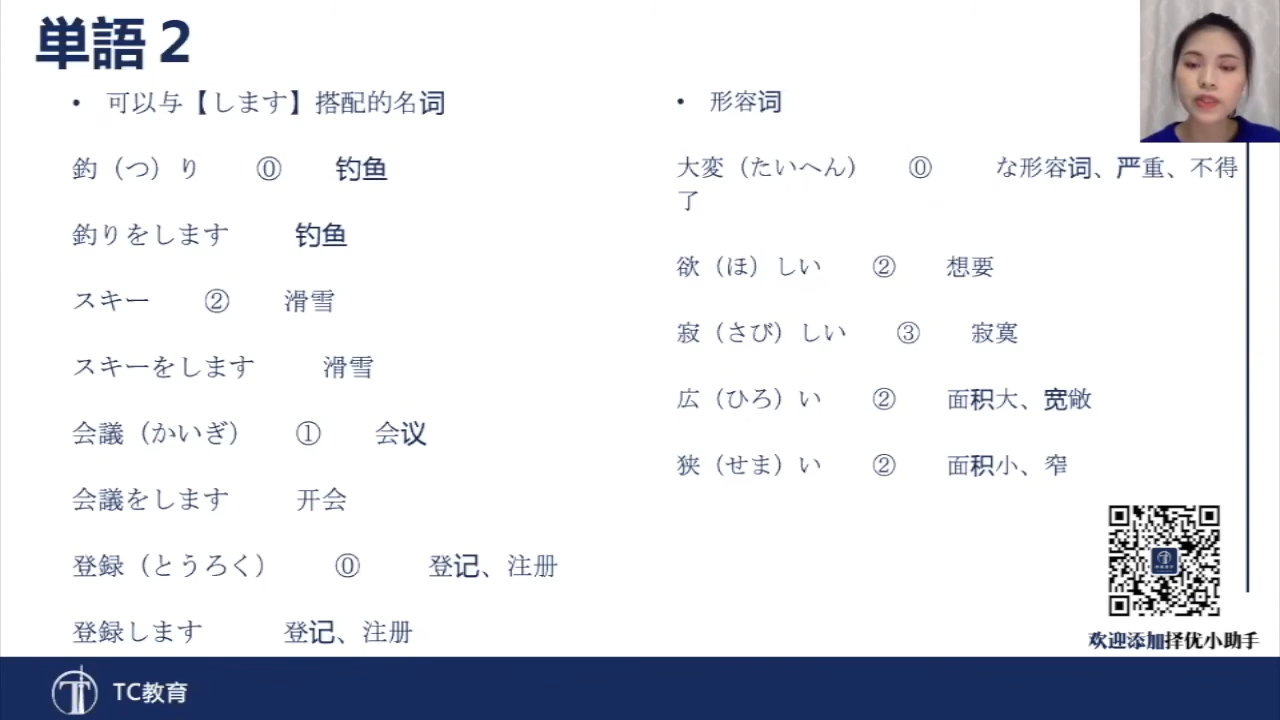 単語２
• 可以与【します】搭配的名词
釣（つ）り ⓪ 钓鱼
釣りをします 钓鱼
スキー ② 滑雪
スキーをします 滑雪
会議（かいぎ） ① 会议
会議をします 开会
登録（とうろく） ⓪ 登记、注册
登録します 登记、注册
• 形容词
大変（たいへん） ⓪ な形容词、严重、不得
了
欲（ほ）しい ② 想要
寂（さび）しい ③ 寂寞
広（ひろ）い ② 面积大、宽敞
狭（せま）い ② 面积小、窄
欢迎添加择优小助手
TC教育